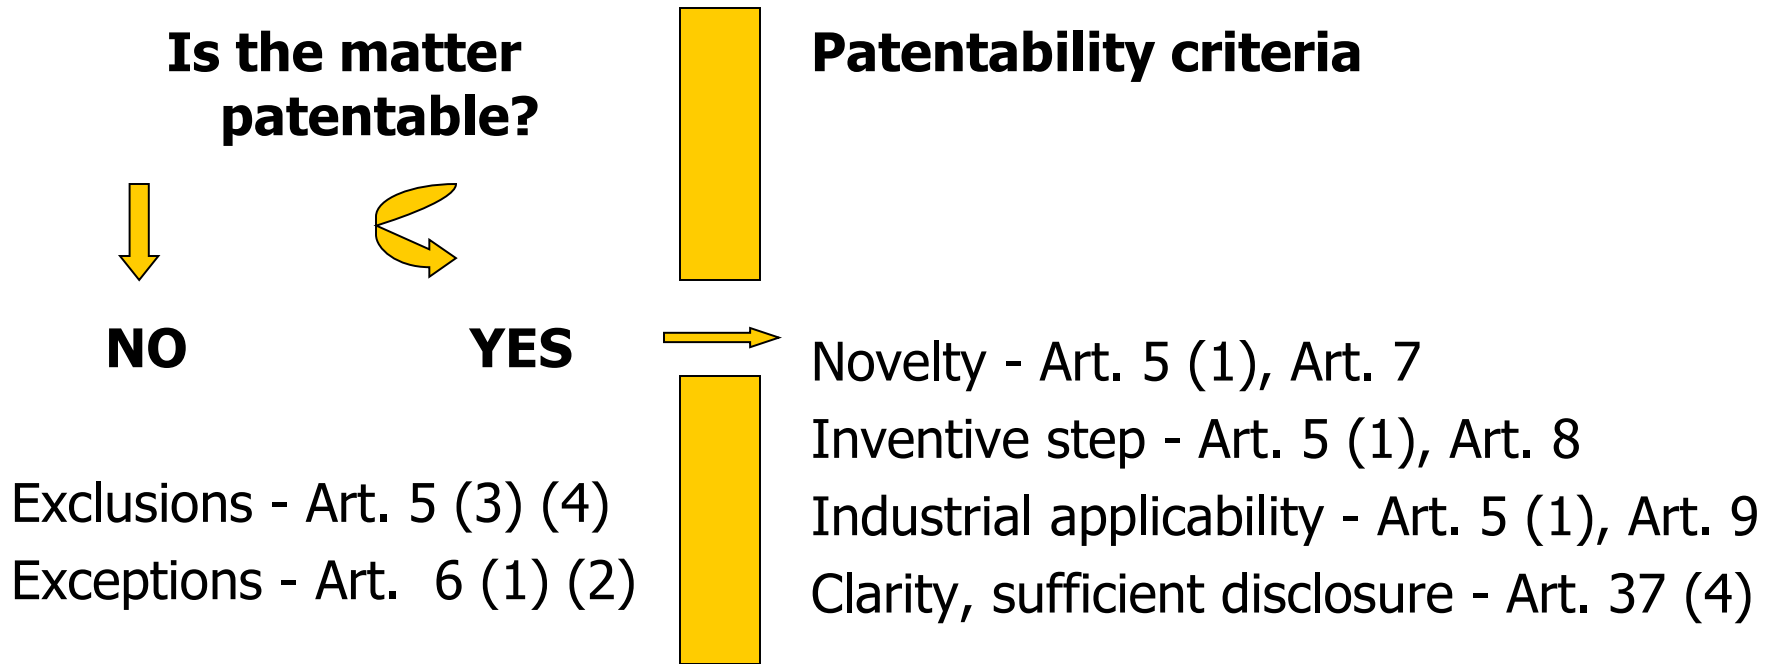 Is the matter
patentable?
NO
YES
Exclusions - Art. 5 (3) (4)
Exceptions - Art. 6 (1) (2)
Patentability criteria
Novelty - Art. 5 (1), Art. 7
Inventive step - Art. 5 (1), Art. 8
Industrial applicability - Art. 5 (1), Art. 9
Clarity, sufficient disclosure - Art. 37 (4)